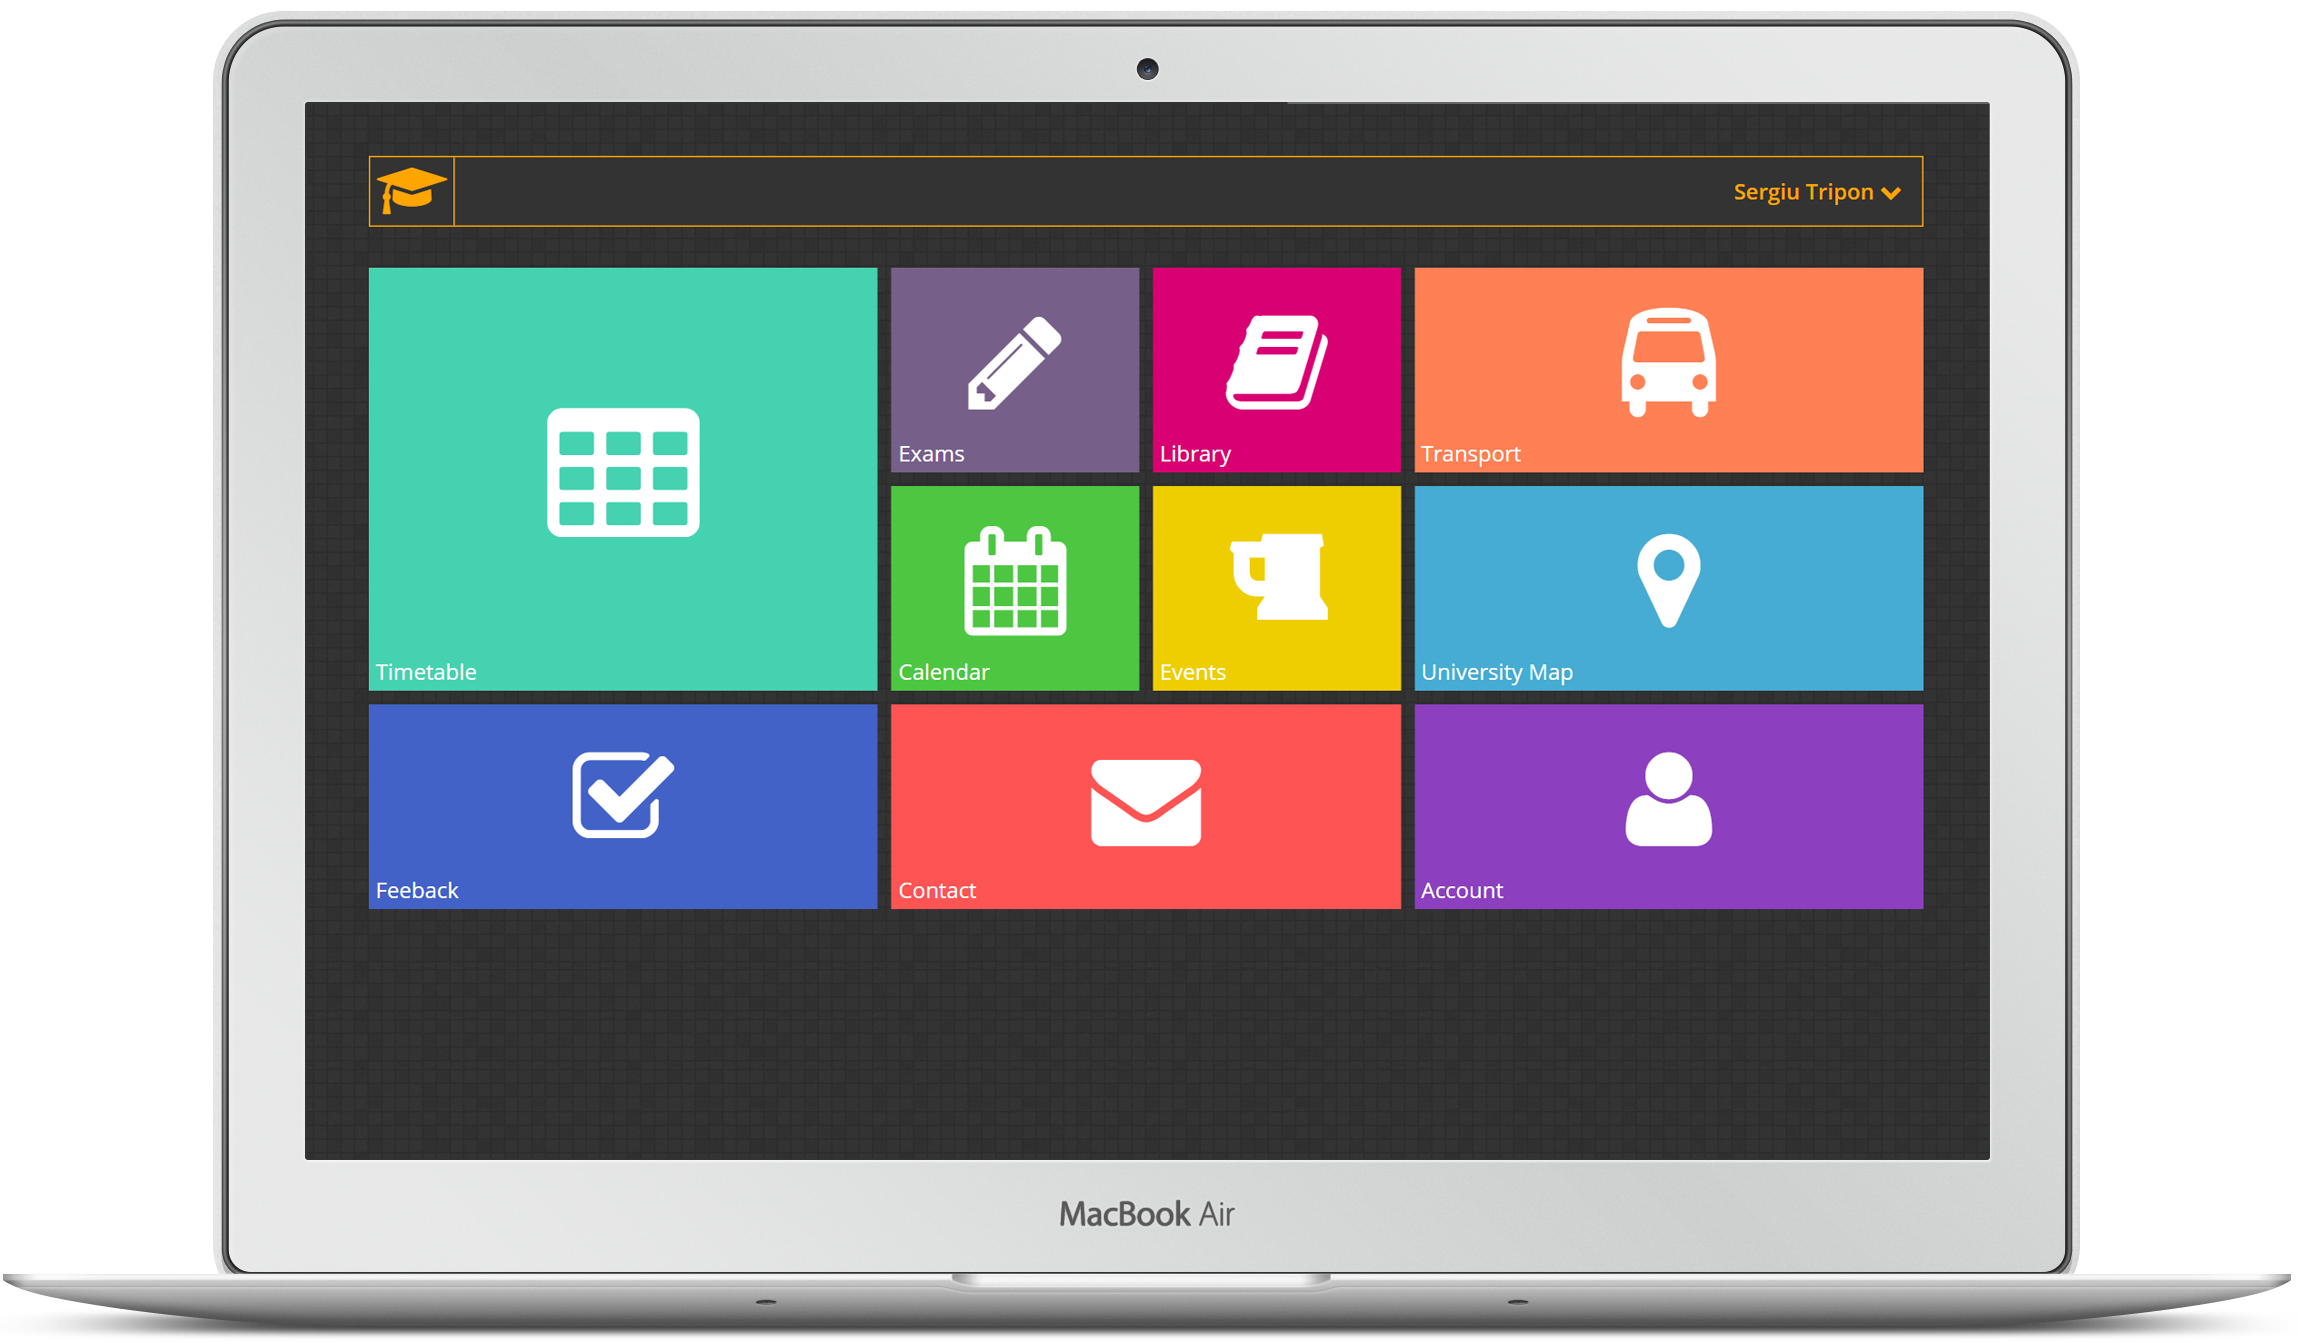 Sergiu Tripon
Exams
Library
Transport
Timetable
Calendar
Events
University Map
Feeback
Contact
Account
MacBook Air